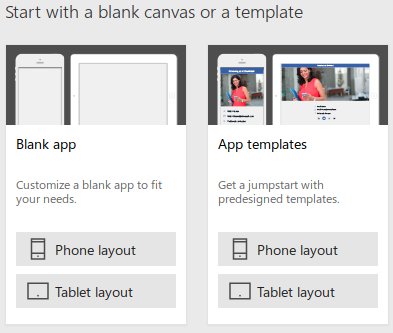 Start with a blank canvas or a template
Blank app
Customize a blank app to fit
your needs.
Phone layout
Tablet layout
App templates
Get a jumpstart with
predesigned templates.
Phone layout
Tablet layout